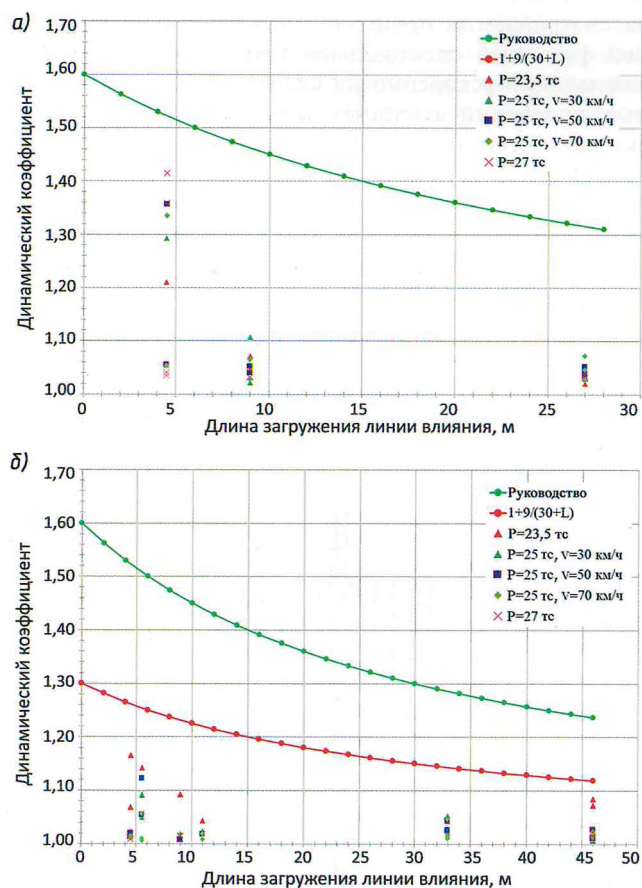 а)
Динамический коэффициент
1,70
1,60
1,50
1,40
1,30
1,20
1,10
1,00
Руководство
1+9/(30+L)
P=23,5 тс
P=25 тс, v=30 км/ч
P=25 тс, v=50 км/ч
P=25 тс, v=70 км/ч
P=27 тс
0 5 10 15 20 25 30
Длина загружения линии влияния, м
б)
Динамический коэффициент
1,70
1,60
1,50
1,40
1,30
1,20
1,10
1,00
Руководство
1+9/(30+L)
P=23,5 тс
P=25 тс, v=30 км/ч
P=25 тс, v=50 км/ч
P=25 тс, v=70 км/ч
P=27 тс
0 5 10 15 20 25 30 35 40 45 50
Длина загружения линии влияния, м